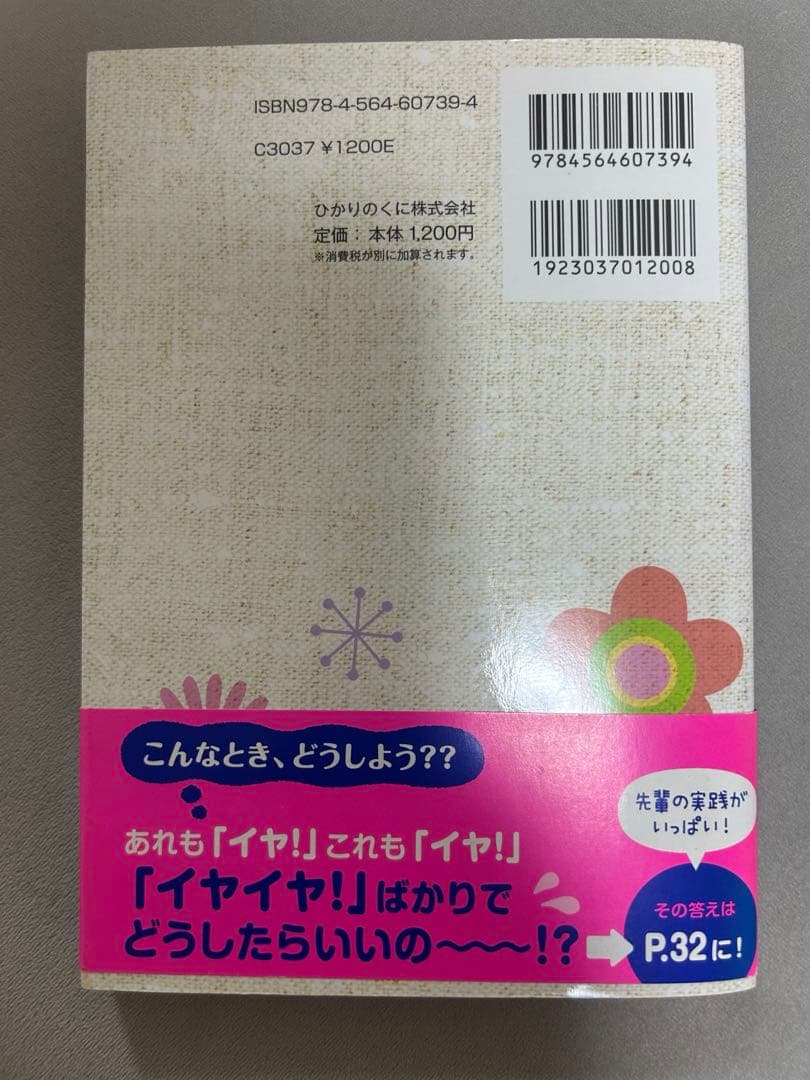 ISBN978-4-564-60739-4
C3037 ¥1200E
ひかりのくに株式会社
定価：本体1,200円
※消費税が別に加算されます。
9784564607394
1923037012008
こんなとき、どうしよう??
あれも「イヤ!」これも「イヤ!」
「イヤイヤ!」ばかりで
どうしたらいいの〜〜〜!?
先輩の実践が
いっぱい!
その答えは
P.32に!